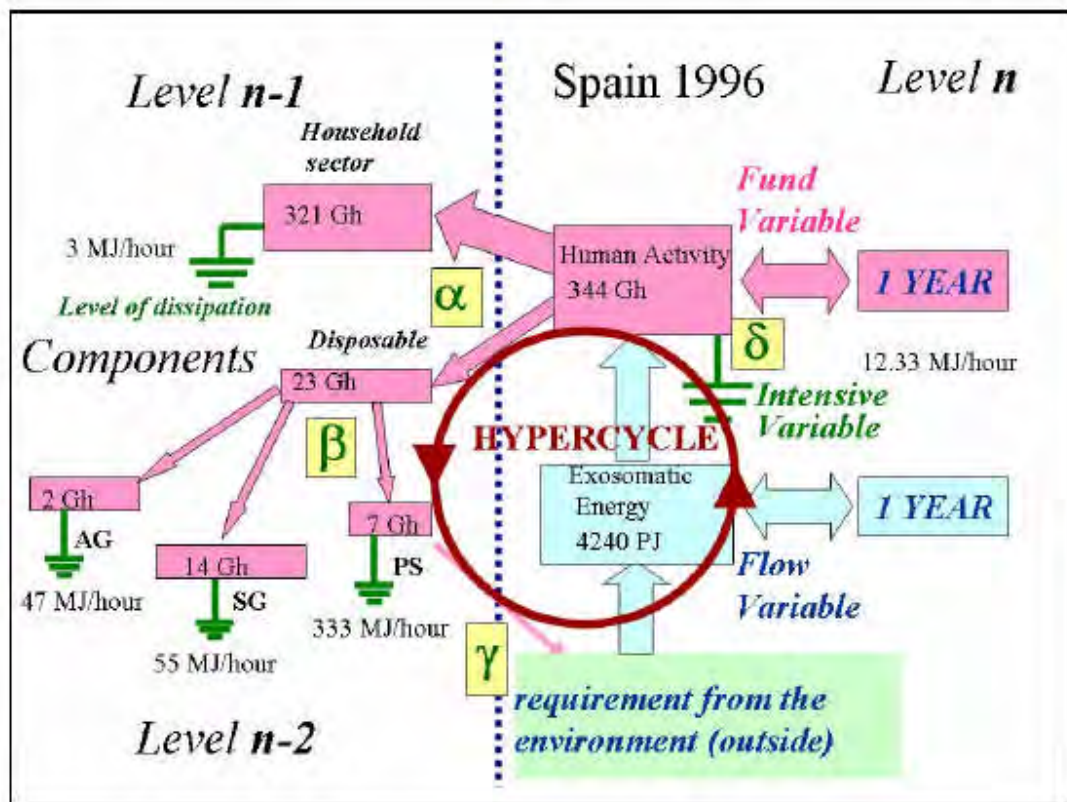 Level n-1
Spain 1996
Level n
Household
sector
321 Gh
3 MJ/hour
Level of dissipation
α
Human Activity
344 Gh
Fund
Variable
1 YEAR
δ
12.33 MJ/hour
Intensive
Variable
Components
Disposable
23 Gh
β
HYPERCYCLE
2 Gh
AG
47 MJ/hour
14 Gh
SG
55 MJ/hour
7 Gh
PS
333 MJ/hour
Exosomatic
Energy
4240 PJ
1 YEAR
Flow
Variable
γ
requirement from the
environment (outside)
Level n-2